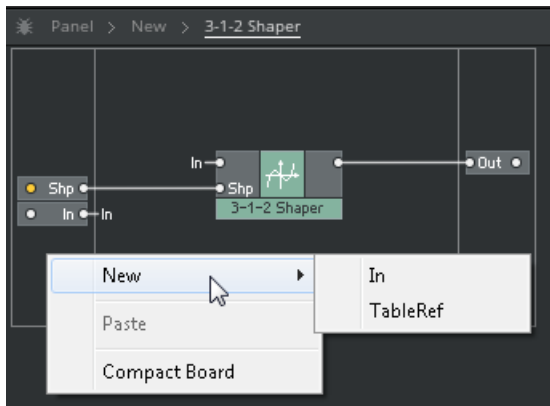 Panel > New > 3-1-2 Shaper
In
Out
Shp
Shp
In
In
3-1-2 Shaper
New
In
TableRef
Paste
Compact Board